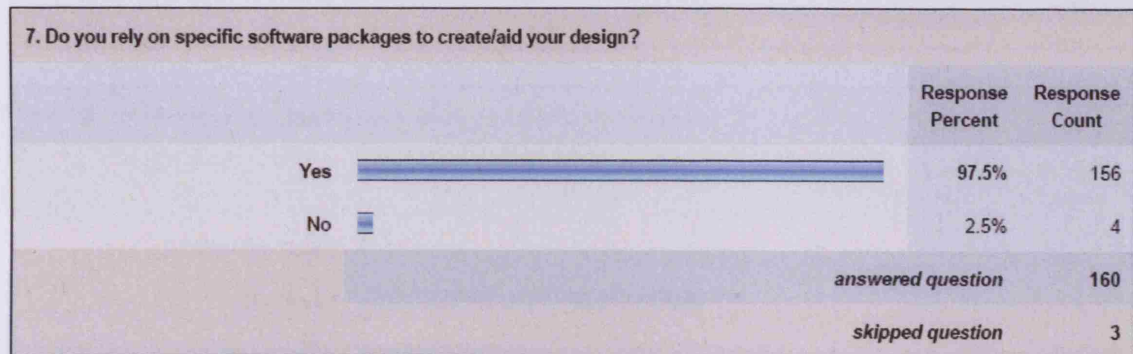 7. Do you rely on specific software packages to create/aid your design?
Response Response
Percent Count
Yes 97.5% 156
No 2.5% 4
answered question 160
skipped question 3